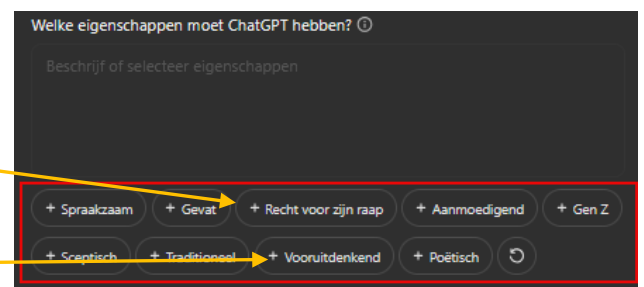 Welke eigenschappen moet ChatGPT hebben?
Beschrijf of selecteer eigenschappen
+ Spraakzaam + Gevat + Recht voor zijn raap + Aanmoedigend + Gen Z
+ Sceptisch + Traditioneel + Vooruitdenkend + Poëtisch